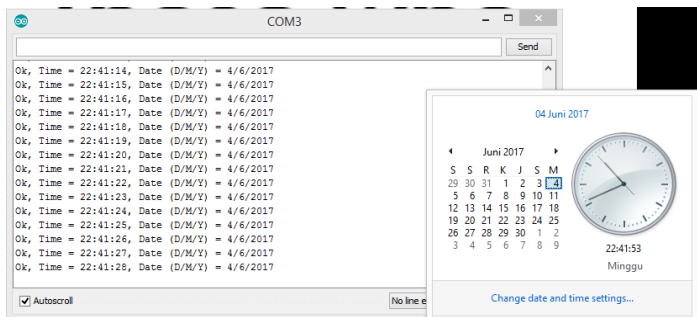 COM3
Send
Ok, Time = 22:41:14, Date (D/M/Y) = 4/6/2017
Ok, Time = 22:41:15, Date (D/M/Y) = 4/6/2017
Ok, Time = 22:41:16, Date (D/M/Y) = 4/6/2017
Ok, Time = 22:41:17, Date (D/M/Y) = 4/6/2017
Ok, Time = 22:41:18, Date (D/M/Y) = 4/6/2017
Ok, Time = 22:41:19, Date (D/M/Y) = 4/6/2017
Ok, Time = 22:41:20, Date (D/M/Y) = 4/6/2017
Ok, Time = 22:41:21, Date (D/M/Y) = 4/6/2017
Ok, Time = 22:41:22, Date (D/M/Y) = 4/6/2017
Ok, Time = 22:41:23, Date (D/M/Y) = 4/6/2017
Ok, Time = 22:41:24, Date (D/M/Y) = 4/6/2017
Ok, Time = 22:41:25, Date (D/M/Y) = 4/6/2017
Ok, Time = 22:41:26, Date (D/M/Y) = 4/6/2017
Ok, Time = 22:41:27, Date (D/M/Y) = 4/6/2017
Ok, Time = 22:41:28, Date (D/M/Y) = 4/6/2017
Autoscroll
No line e
04 Juni 2017
Juni 2017
S S R K J S M
29 30 31 1 2 3 4
5 6 7 8 9 10 11
12 13 14 15 16 17 18
19 20 21 22 23 24 25
26 27 28 29 30 1 2
3 4 5 6 7 8 9
22:41:53
Minggu
Change date and time settings...